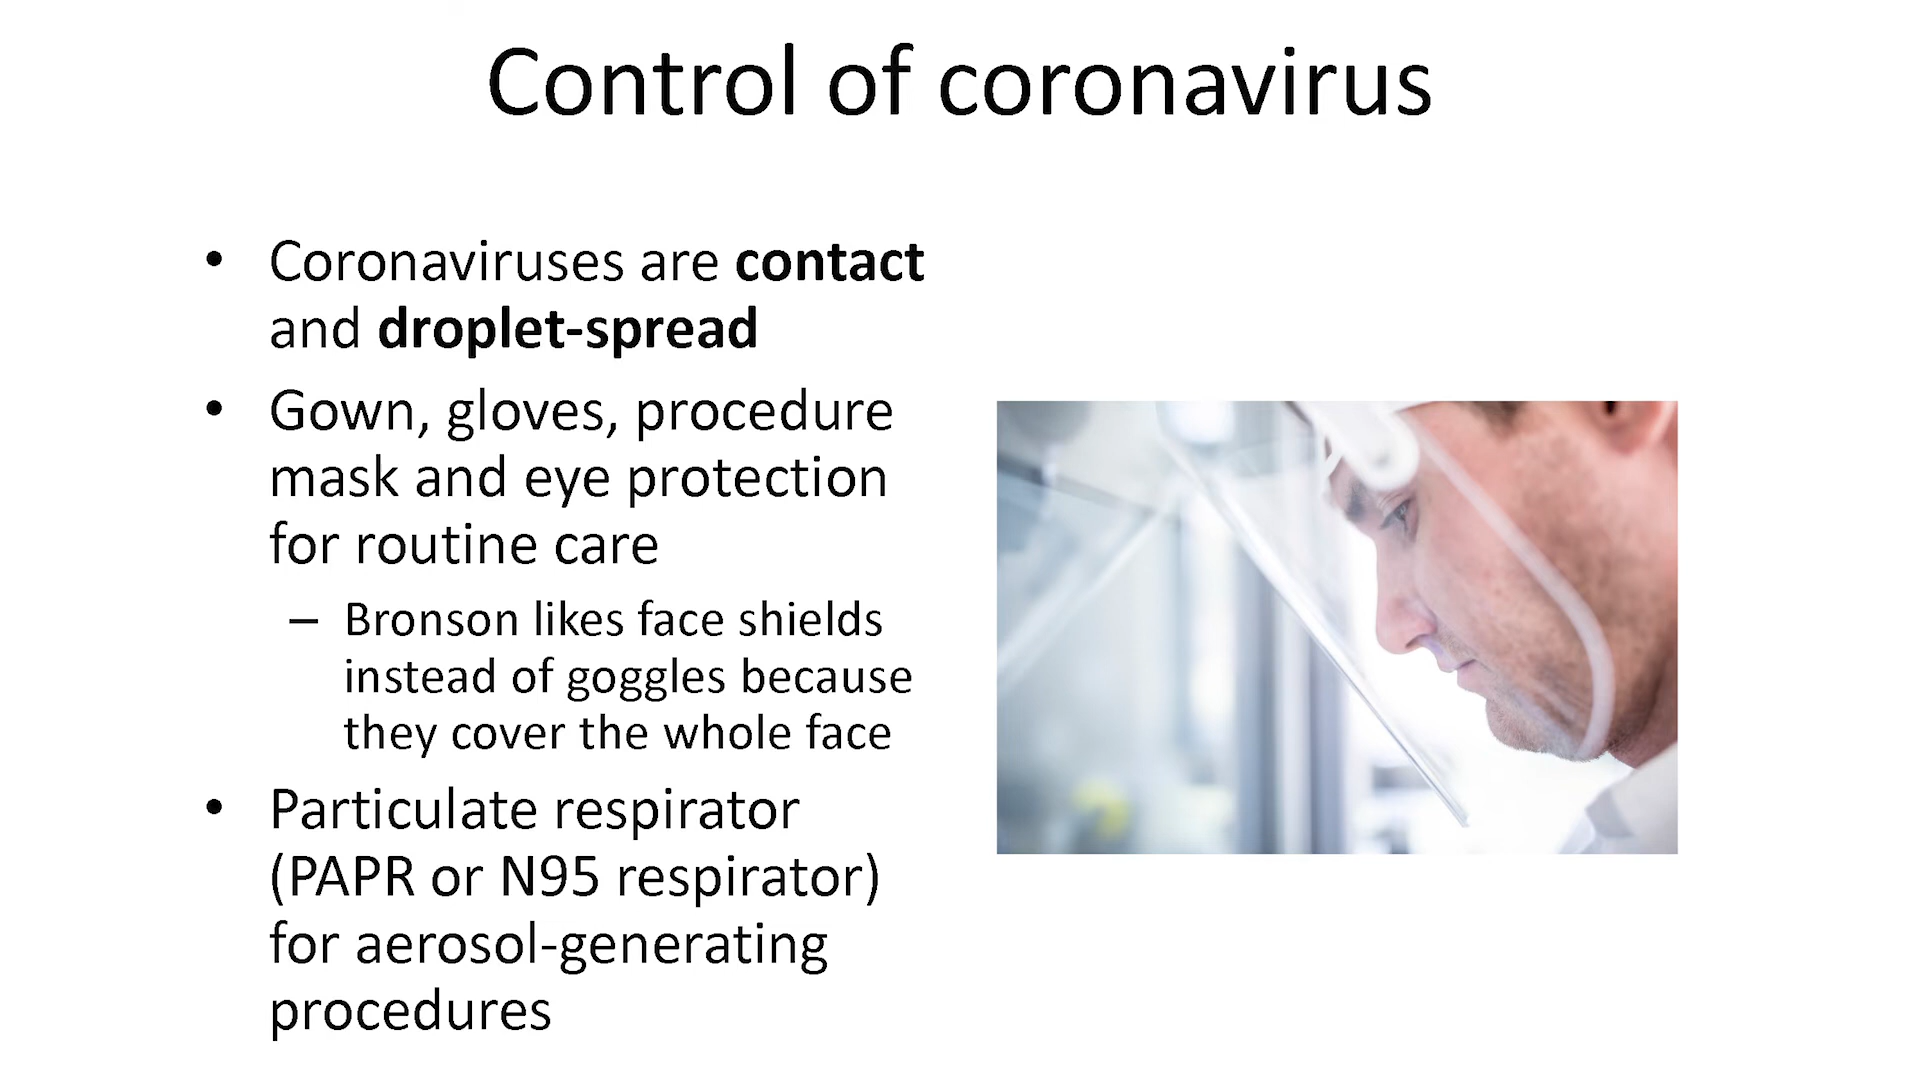 Control of coronavirus
• Coronaviruses are contact
and droplet-spread
• Gown, gloves, procedure
mask and eye protection
for routine care
– Bronson likes face shields
instead of goggles because
they cover the whole face
• Particulate respirator
(PAPR or N95 respirator)
for aerosol-generating
procedures